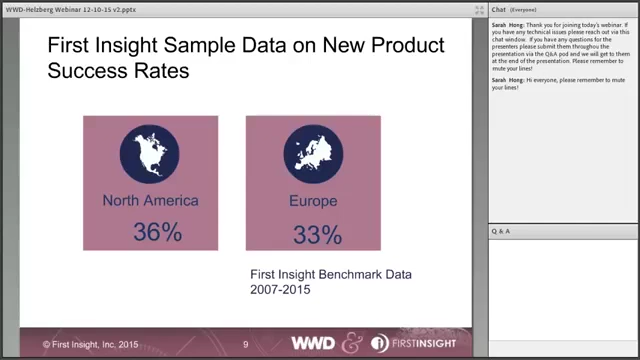 WWD-Helzberg Webinar 12-10-15 v2.pptx
First Insight Sample Data on New Product
Success Rates
North America
36%
Europe
33%
First Insight Benchmark Data
2007-2015
© First Insight, Inc. 2015
9
WWD & FIRSTINSIGHT
Chat (Everyone)
Sarah Hong: Thank you for joining today's webinar. If
you have any technical issues please reach out via this
chat window. If you have any questions for the
presenters please submit them throughout the
presentation via the Q&A pod and we will get to them
at the end of the presentation. Please remember to
mute your lines!
Sarah Hong: Hi everyone, please remember to mute
your lines!
Q & A